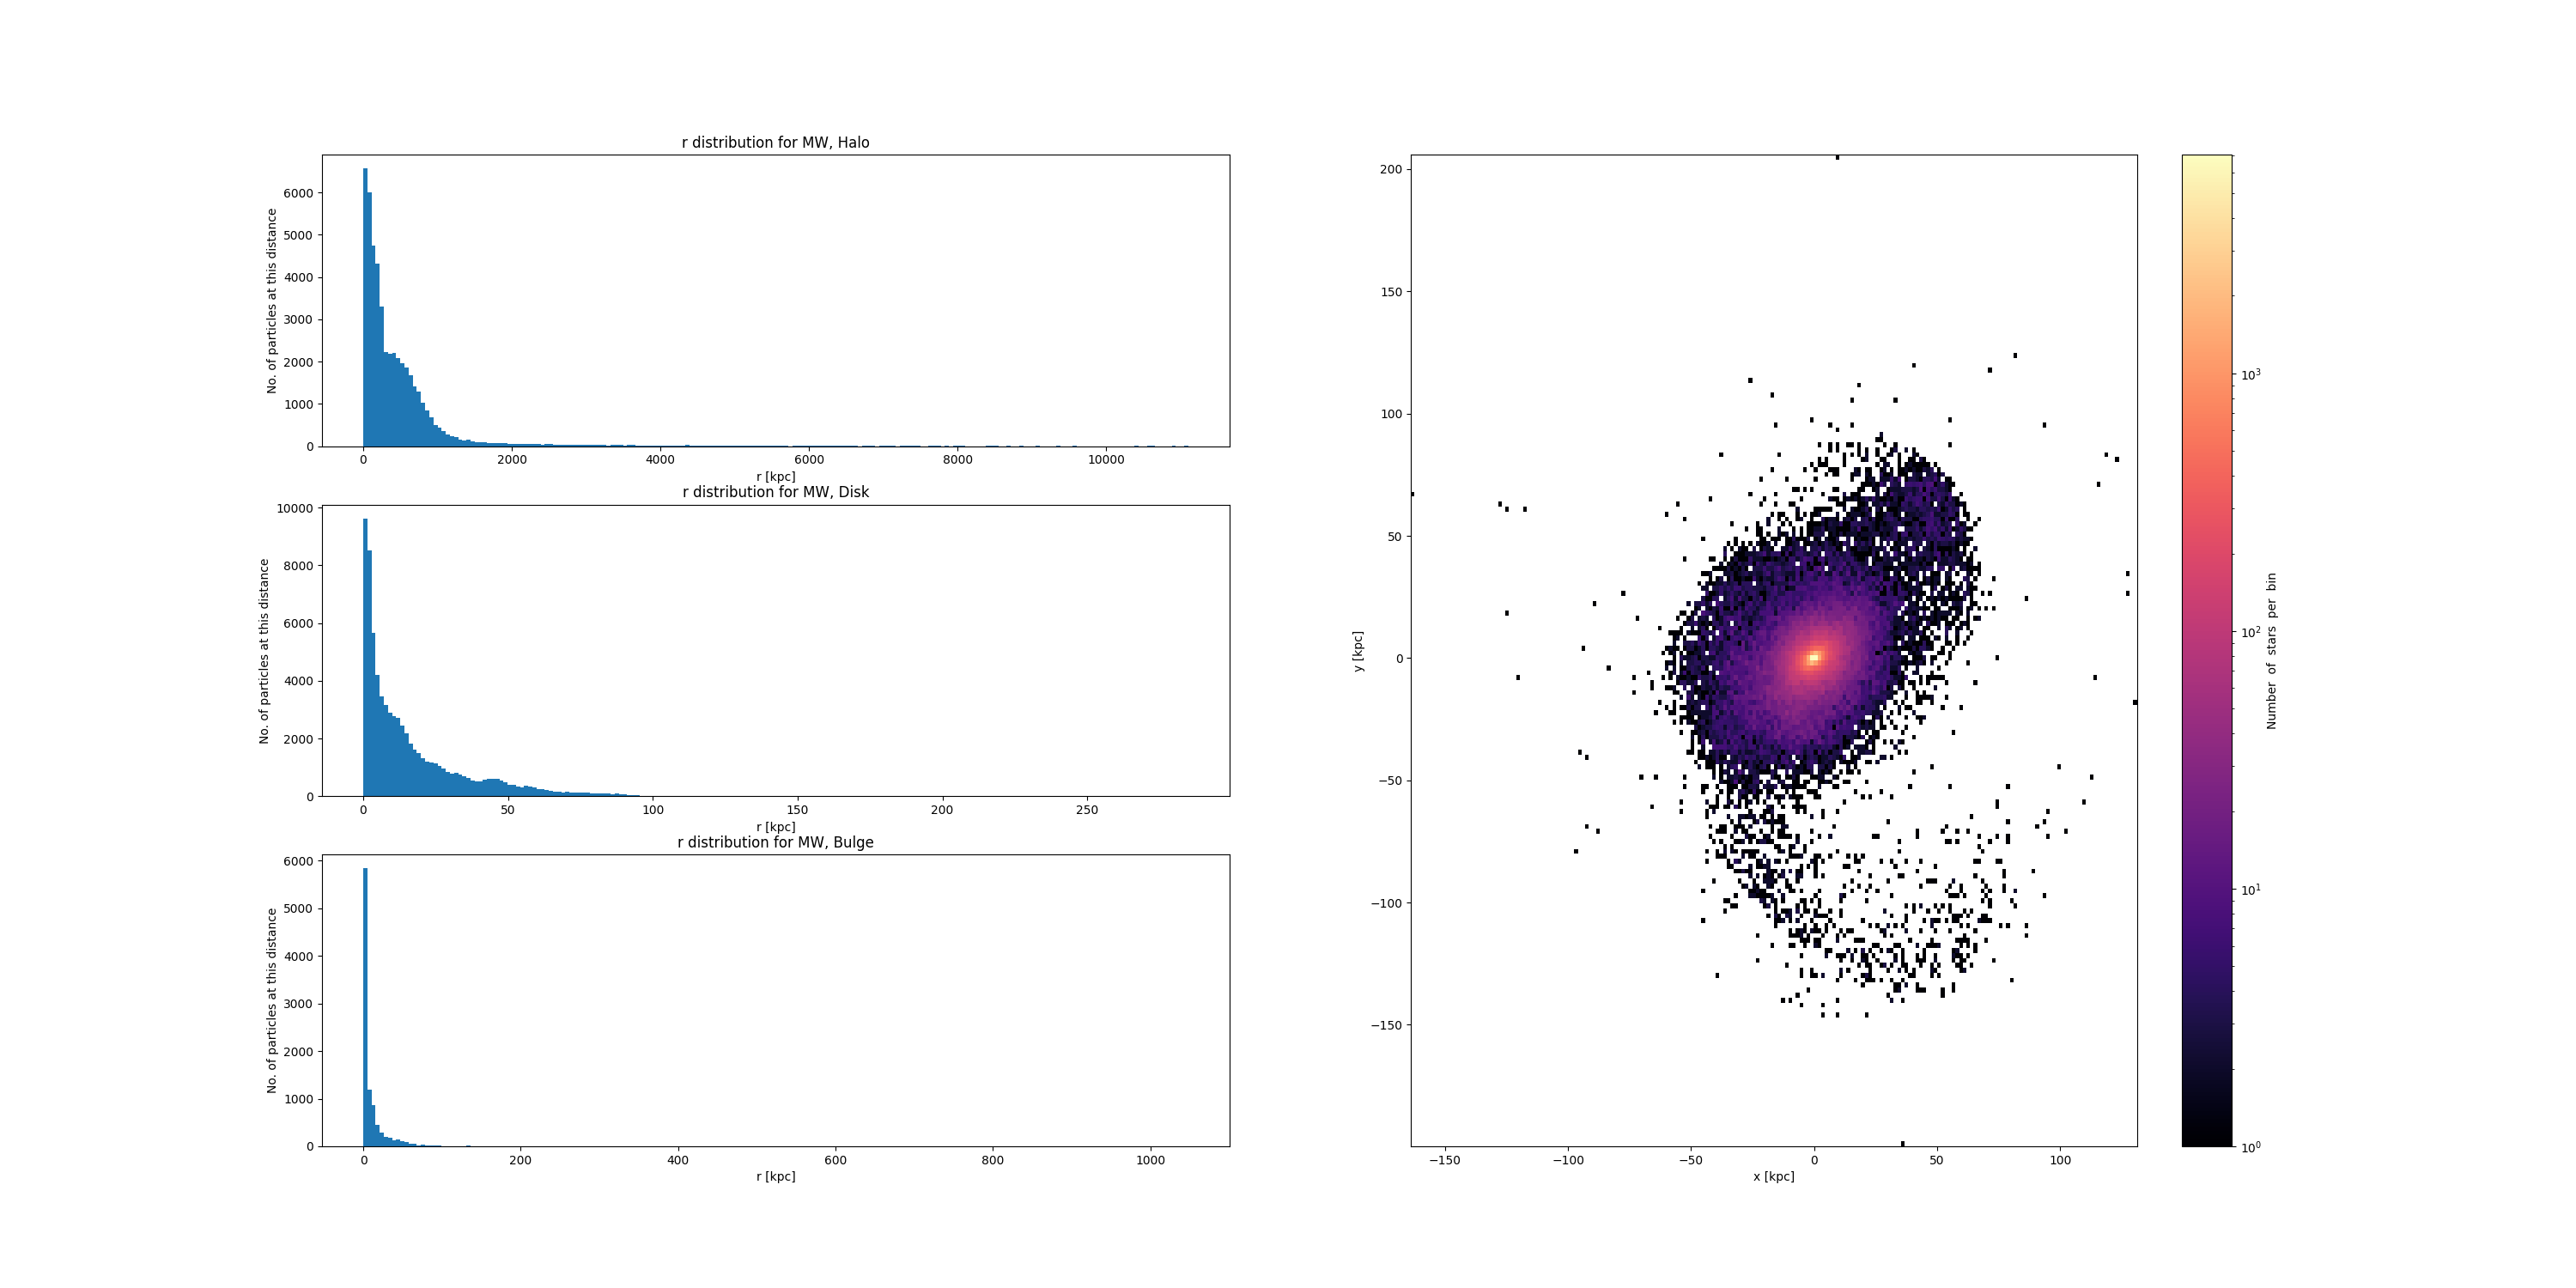 r distribution for MW, Halo
No. of particles at this distance
6000
5000
4000
3000
2000
1000
0
0 2000 4000 6000 8000 10000
r [kpc]
r distribution for MW, Disk
No. of particles at this distance
10000
8000
6000
4000
2000
0
0 50 100 150 200 250
r [kpc]
r distribution for MW, Bulge
No. of particles at this distance
6000
5000
4000
3000
2000
1000
0
0 200 400 600 800 1000
r [kpc]
y [kpc]
200
150
100
50
0
−50
−100
−150
−150 −100 −50 0 50 100
x [kpc]
10³
10²
10¹
10⁰
Number of stars per bin